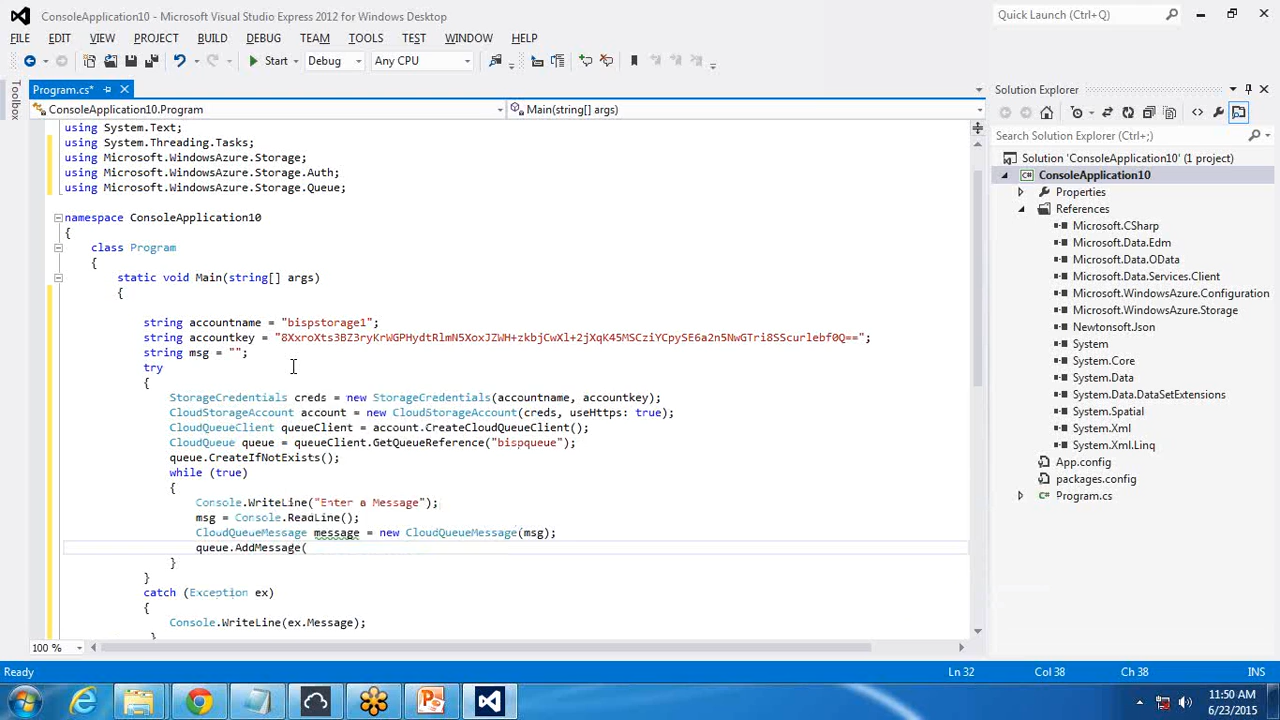 ConsoleApplication10 - Microsoft Visual Studio Express 2012 for Windows Desktop
Quick Launch (Ctrl+Q)
FILE EDIT VIEW PROJECT BUILD DEBUG TEAM TOOLS TEST WINDOW HELP
Start Debug Any CPU
Toolbox
Program.cs*
ConsoleApplication10.Program
Main(string[] args)
using System.Text;
using System.Threading.Tasks;
using Microsoft.WindowsAzure.Storage;
using Microsoft.WindowsAzure.Storage.Auth;
using Microsoft.WindowsAzure.Storage.Queue;
namespace ConsoleApplication10
{
class Program
{
static void Main(string[] args)
{
string accountname = "bispstorage1";
string accountkey = "8XxroXts3BZ3ryKrWGPHydtRlmN5XoxJZWH+zkbjCwXl+2jXqK45MSCziYCpySE6a2n5NwGTri8SScurlebf0Q==";
string msg = "";
try
{
StorageCredentials creds = new StorageCredentials(accountname, accountkey);
CloudStorageAccount account = new CloudStorageAccount(creds, useHttps: true);
CloudQueueClient queueClient = account.CreateCloudQueueClient();
CloudQueue queue = queueClient.GetQueueReference("bispqueue");
queue.CreateIfNotExists();
while (true)
{
Console.WriteLine("Enter a Message");
msg = Console.ReadLine();
CloudQueueMessage message = new CloudQueueMessage(msg);
queue.AddMessage(
}
}
catch (Exception ex)
{
Console.WriteLine(ex.Message);
}
100 %
Solution Explorer
Search Solution Explorer (Ctrl+;)
Solution 'ConsoleApplication10' (1 project)
ConsoleApplication10
Properties
References
Microsoft.CSharp
Microsoft.Data.Edm
Microsoft.Data.OData
Microsoft.Data.Services.Client
Microsoft.WindowsAzure.Configuration
Microsoft.WindowsAzure.Storage
Newtonsoft.Json
System
System.Core
System.Data
System.Data.DataSetExtensions
System.Spatial
System.Xml
System.Xml.Linq
App.config
packages.config
Program.cs
Ready
Ln 32 Col 38 Ch 38 INS
11:50 AM
6/23/2015